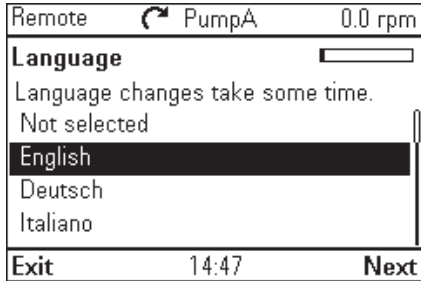 Remote PumpA 0.0 rpm
Language
Language changes take some time.
Not selected
English
Deutsch
Italiano
Exit 14:47 Next